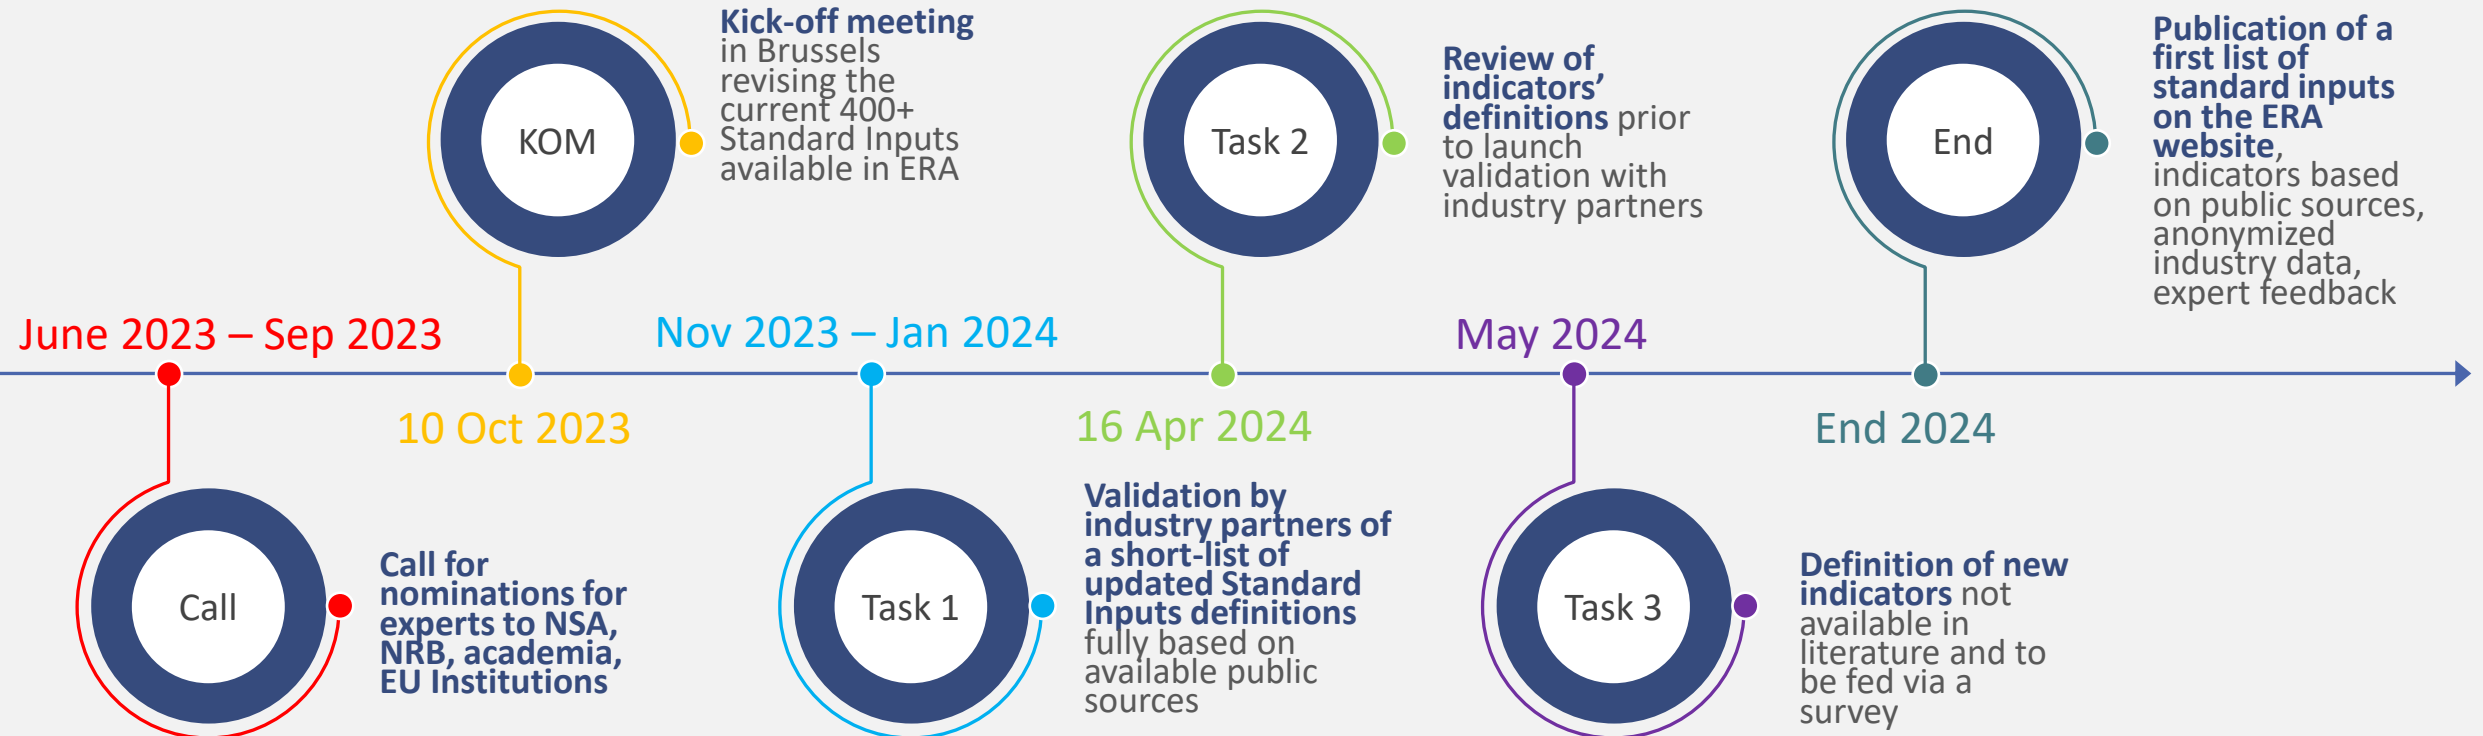 June 2023 – Sep 2023
Call
Call for
nominations for
experts to NSA,
NRB, academia,
EU Institutions
KOM
Kick-off meeting
in Brussels
revising the
current 400+
Standard Inputs
available in ERA
10 Oct 2023
Nov 2023 – Jan 2024
Task 1
Validation by
industry partners of
a short-list of
updated Standard
Inputs definitions
fully based on
available public
sources
Task 2
Review of
indicators’
definitions prior
to launch
validation with
industry partners
16 Apr 2024
May 2024
Task 3
Definition of new
indicators not
available in
literature and to
be fed via a
survey
End
Publication of a
first list of
standard inputs
on the ERA
website,
indicators based
on public sources,
anonymized
industry data,
expert feedback
End 2024